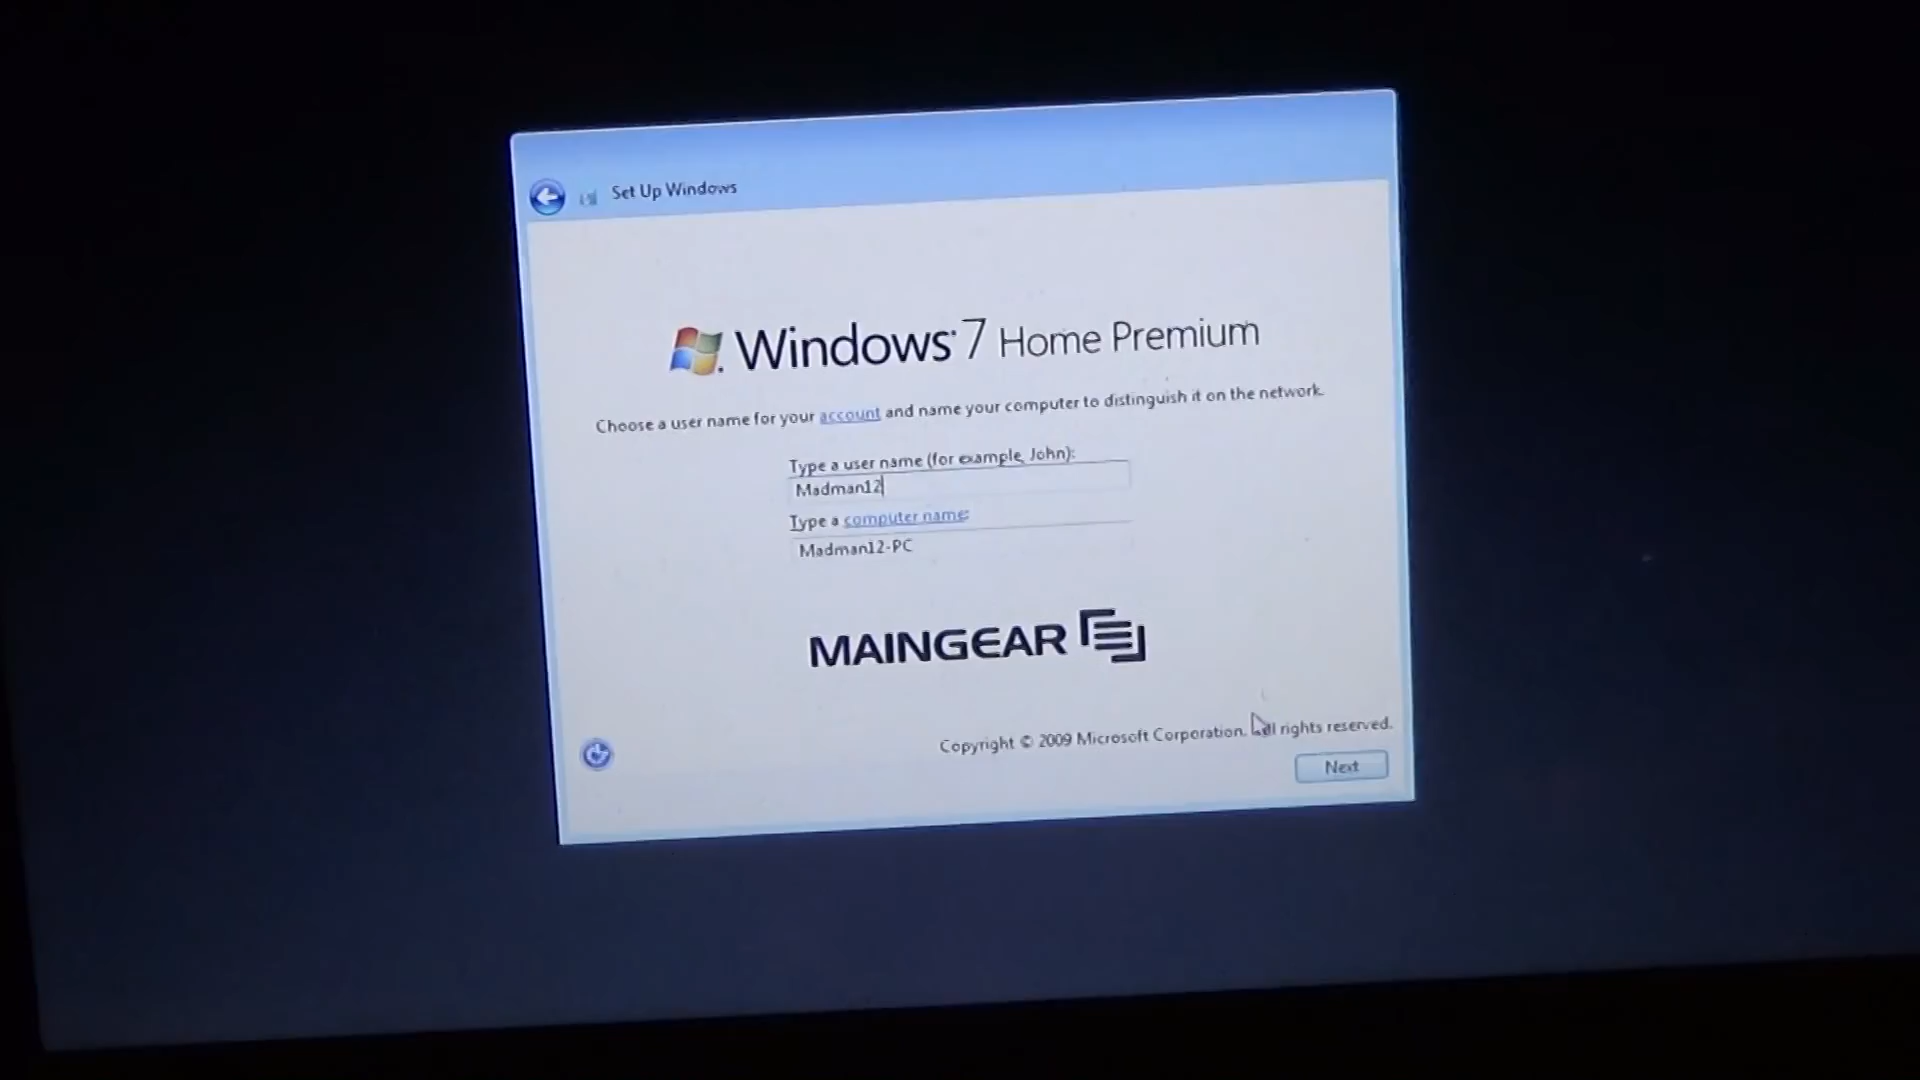 Set Up Windows
Windows 7 Home Premium
Choose a user name for your account and name your computer to distinguish it on the network.
Type a user name (for example, John):
Madman12
Type a computer name:
Madman12-PC
MAINGEAR
Copyright © 2009 Microsoft Corporation. All rights reserved.
Next